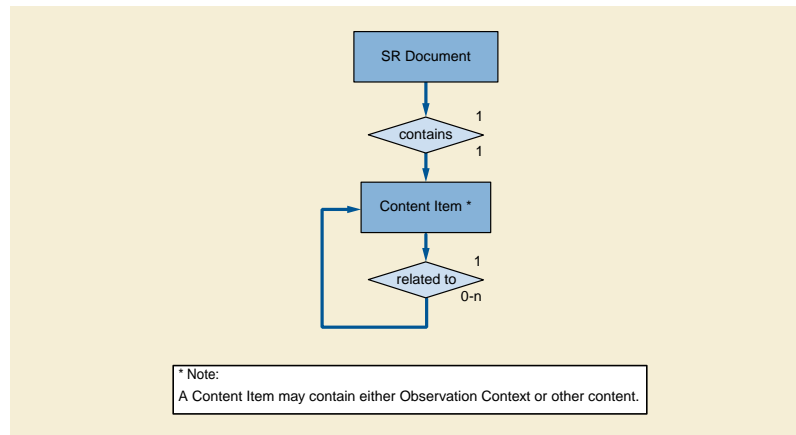 SR Document
1
contains
1
Content Item *
1
related to
0-n
* Note:
A Content Item may contain either Observation Context or other content.